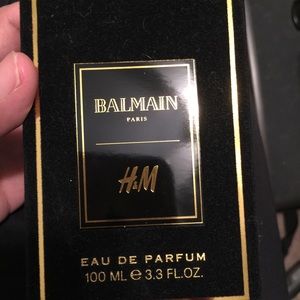 BALMAIN
PARIS
H&M
EAU DE PARFUM
100 ML ℮ 3.3 FL.OZ.